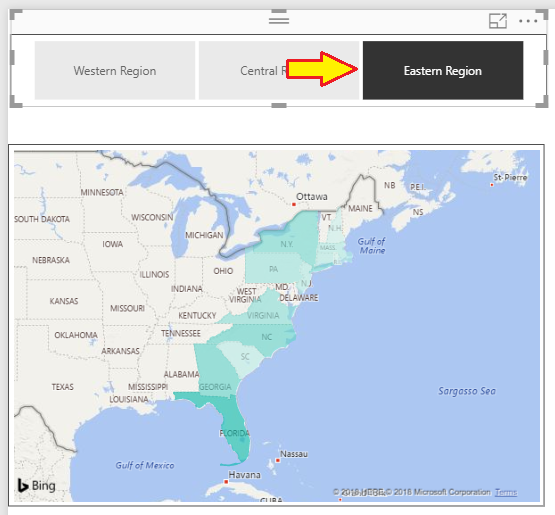 Western Region
Central R
Eastern Region
St-Pierre
NB
P.E.I.
Ottawa
MINNESOTA
MAINE
NS
VT.
SOUTH DAKOTA
WISCONSIN
N.H.
MICHIGAN
N.Y.
MASS
Gulf of
Maine
IOWA
NEBRASKA
PA
OHIO
ILLINOIS
N.J
INDIANA
WEST
VIRGINIA
MD.
DELAWARE
KANSAS
MISSOURI
KENTUCKY
VIRGINIA
OKLAHOMA
TENNESSEE
NC
ARKANSAS
SC
ALABAMA
TEXAS
MISSISSIPPI
GEORGIA
Sargasso Sea
LOUISIANA
FLORIDA
Nassau
Gulf of Mexico
Havana
Bing
© 2018 HERE © 2018 Microsoft Corporation Terms
CUBA